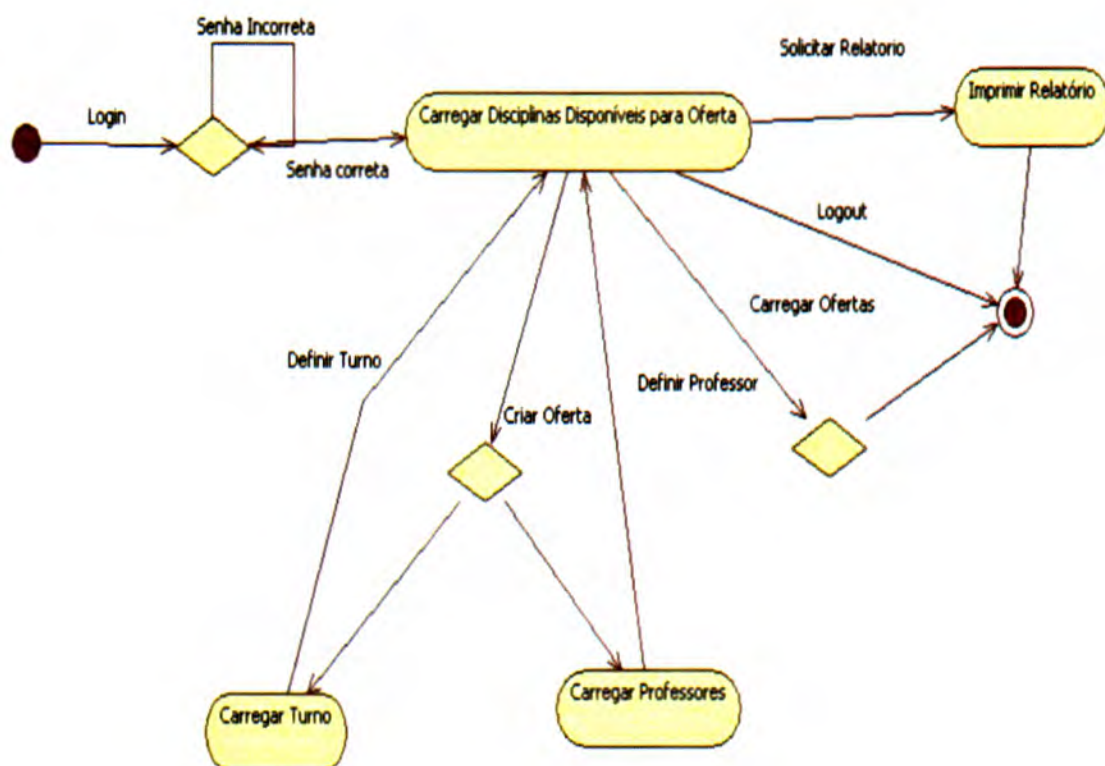 Senha Incorreta
Solicitar Relatorio
Login
Carregar Disciplinas Disponíveis para Oferta
Imprimir Relatório
Senha correta
Logout
Carregar Ofertas
Definir Turno
Definir Professor
Criar Oferta
Carregar Turno
Carregar Professores